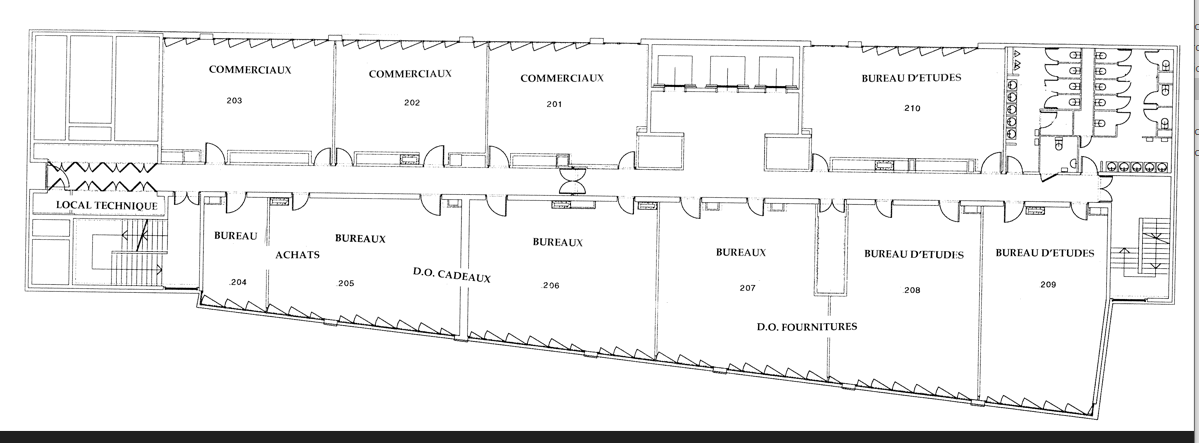 COMMERCIAUX
203
COMMERCIAUX
202
COMMERCIAUX
201
BUREAU D'ETUDES
210
LOCAL TECHNIQUE
BUREAU
204
ACHATS
BUREAUX
205
D.O. CADEAUX
BUREAUX
206
BUREAUX
207
D.O. FOURNITURES
BUREAU D'ETUDES
208
BUREAU D'ETUDES
209